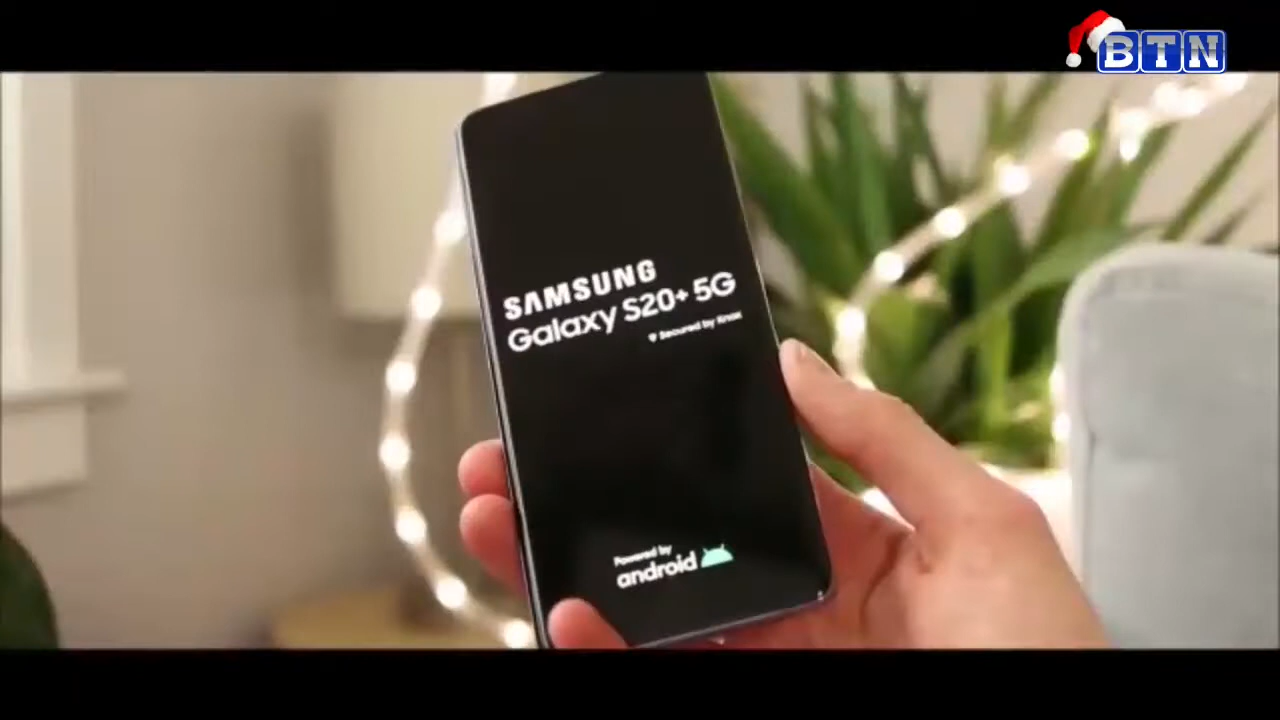 BTN
SAMSUNG
Galaxy S20+ 5G
Secured by Knox
Powered by
android